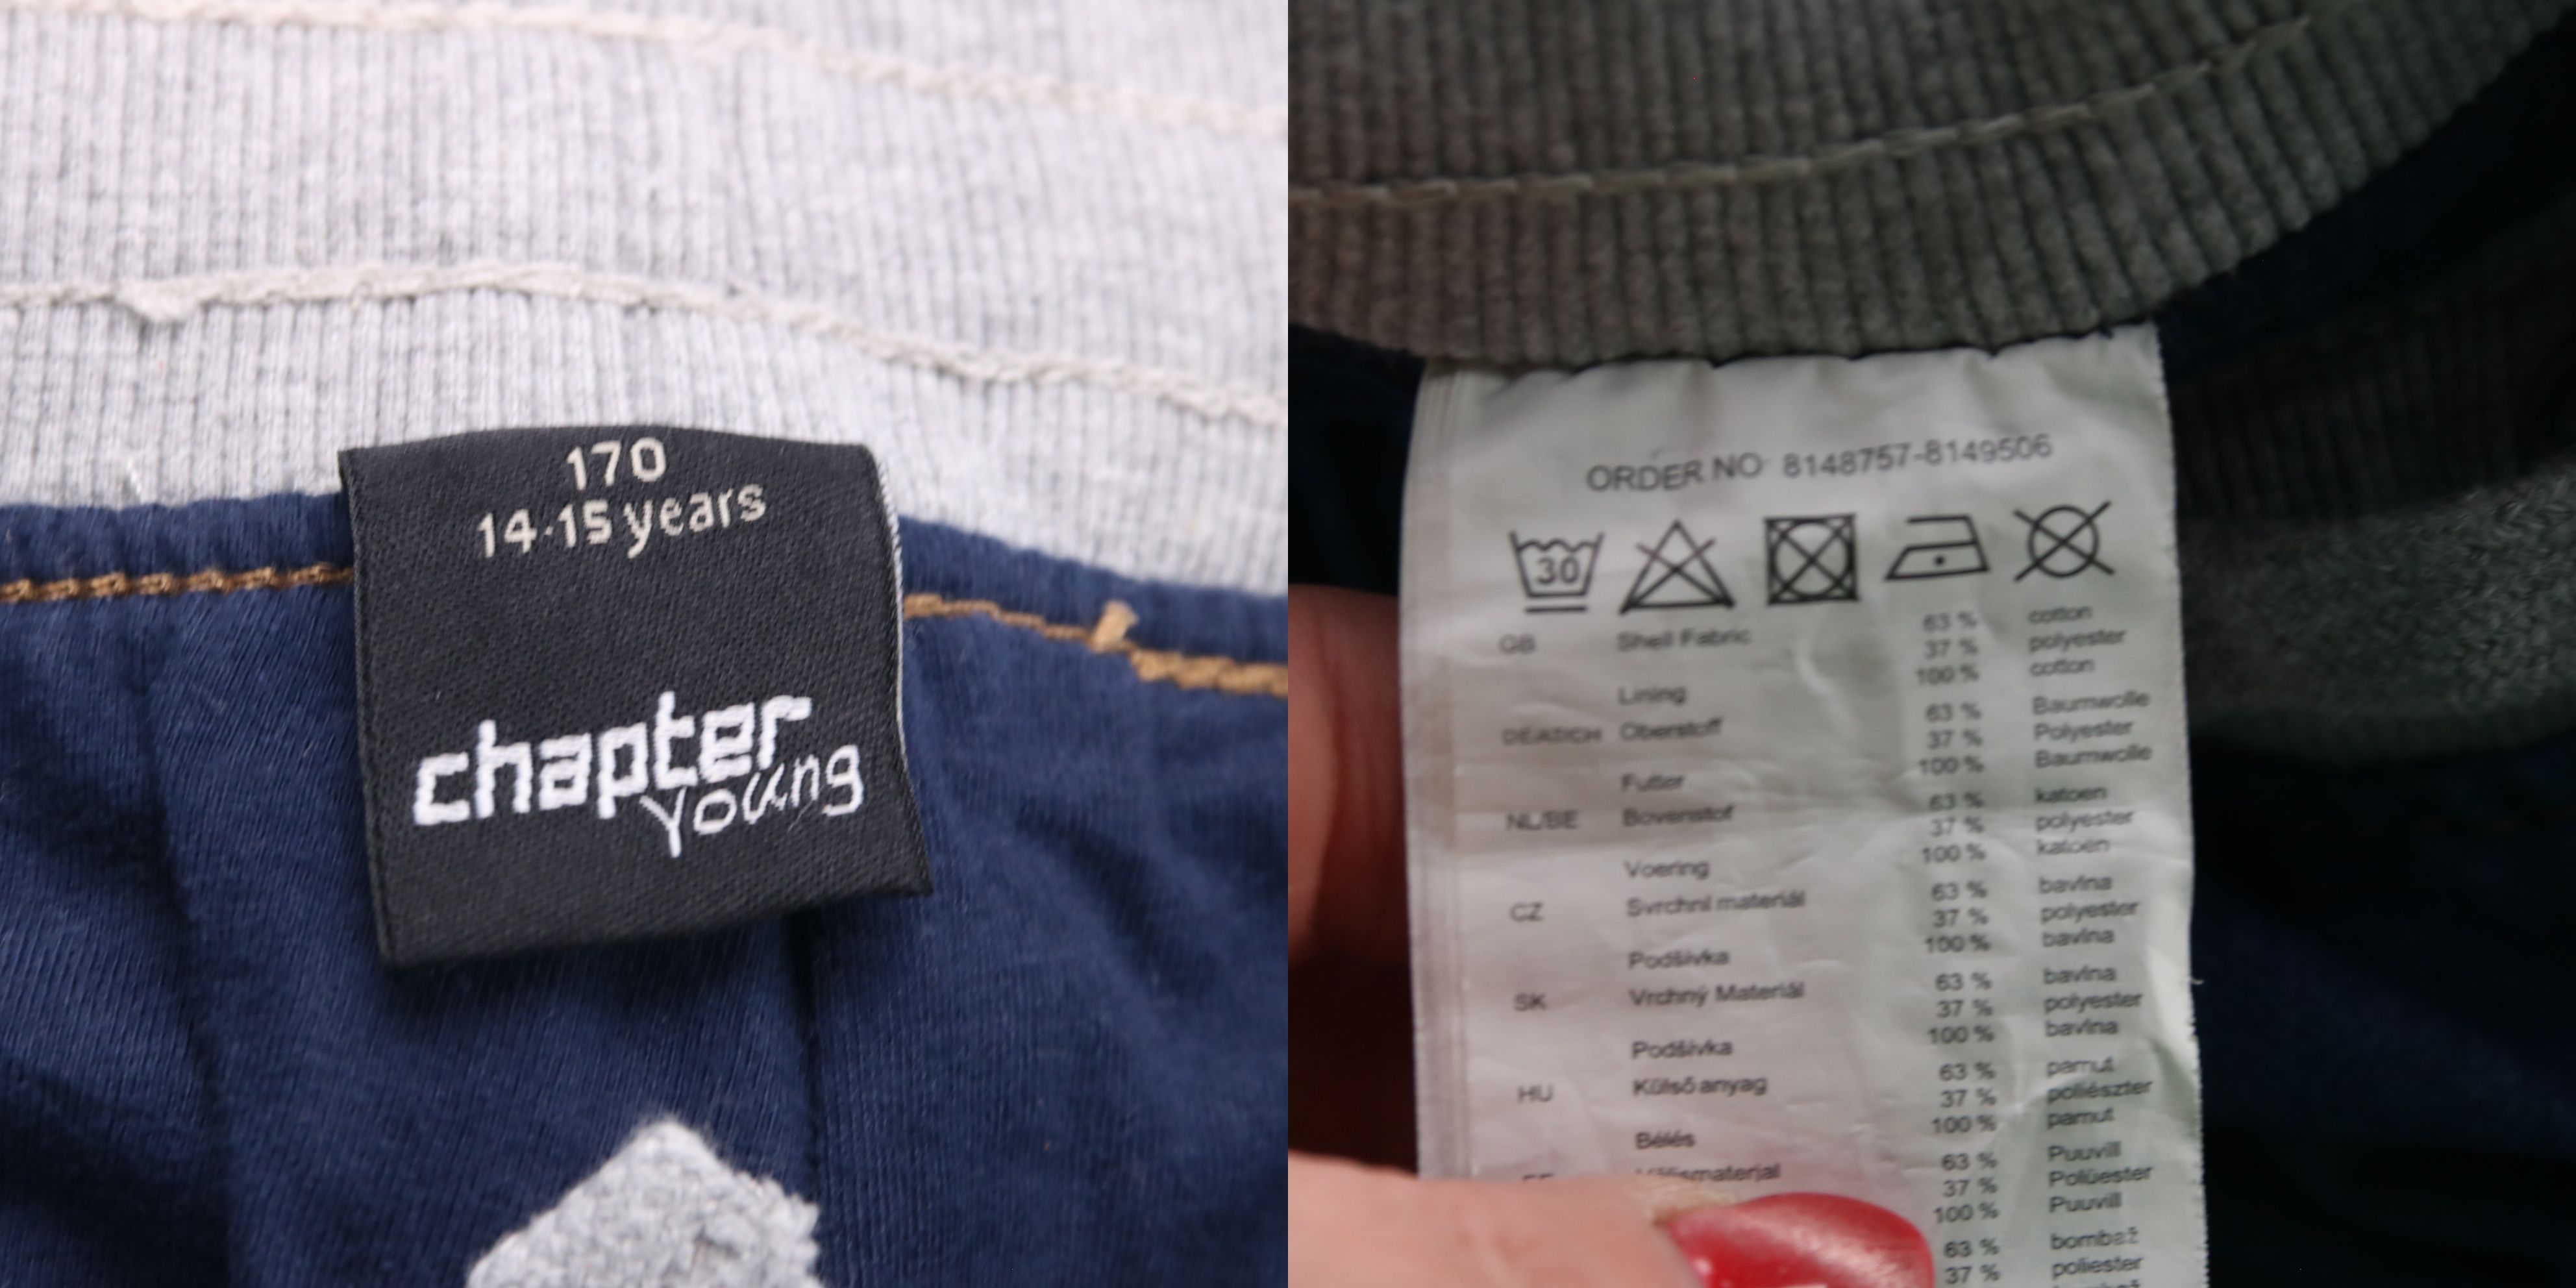 170
14-15 years
chapter
young
ORDER NO 8148757-8149506
30
GB Shell Fabric 63 % cotton
37 % polyester
100 % cotton
Lining
DE/AT/CH Oberstoff 63 % Baumwolle
37 % Polyester
100 % Baumwolle
Futter
NL/BE Bovenstof 63 % katoen
37 % polyester
100 % katoen
Voering
CZ Svrchní materiál 63 % bavlna
37 % polyester
100 % bavlna
Podšívka
SK Vrchný Materiál 63 % bavlna
37 % polyester
100 % bavlna
Podšívka
HU Külső anyag 63 % pamut
37 % poliészter
100 % pamut
Bélés
63 % Puuvill
37 % Polüester
100 % Puuvill
63 % bombaž
37 % poliester